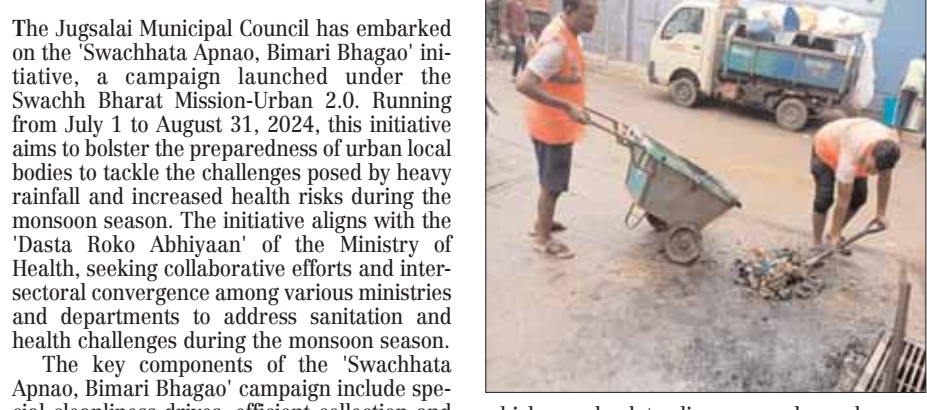 The Jugsalai Municipal Council has embarked
on the 'Swachhata Apnao, Bimari Bhagao' ini-
tiative, a campaign launched under the
Swachh Bharat Mission-Urban 2.0. Running
from July 1 to August 31, 2024, this initiative
aims to bolster the preparedness of urban local
bodies to tackle the challenges posed by heavy
rainfall and increased health risks during the
monsoon season. The initiative aligns with the
'Dasta Roko Abhiyaan' of the Ministry of
Health, seeking collaborative efforts and inter-
sectoral convergence among various ministries
and departments to address sanitation and
health challenges during the monsoon season.
The key components of the 'Swachhata
Apnao, Bimari Bhagao' campaign include spe-
cial cleanliness drives, efficient collection and